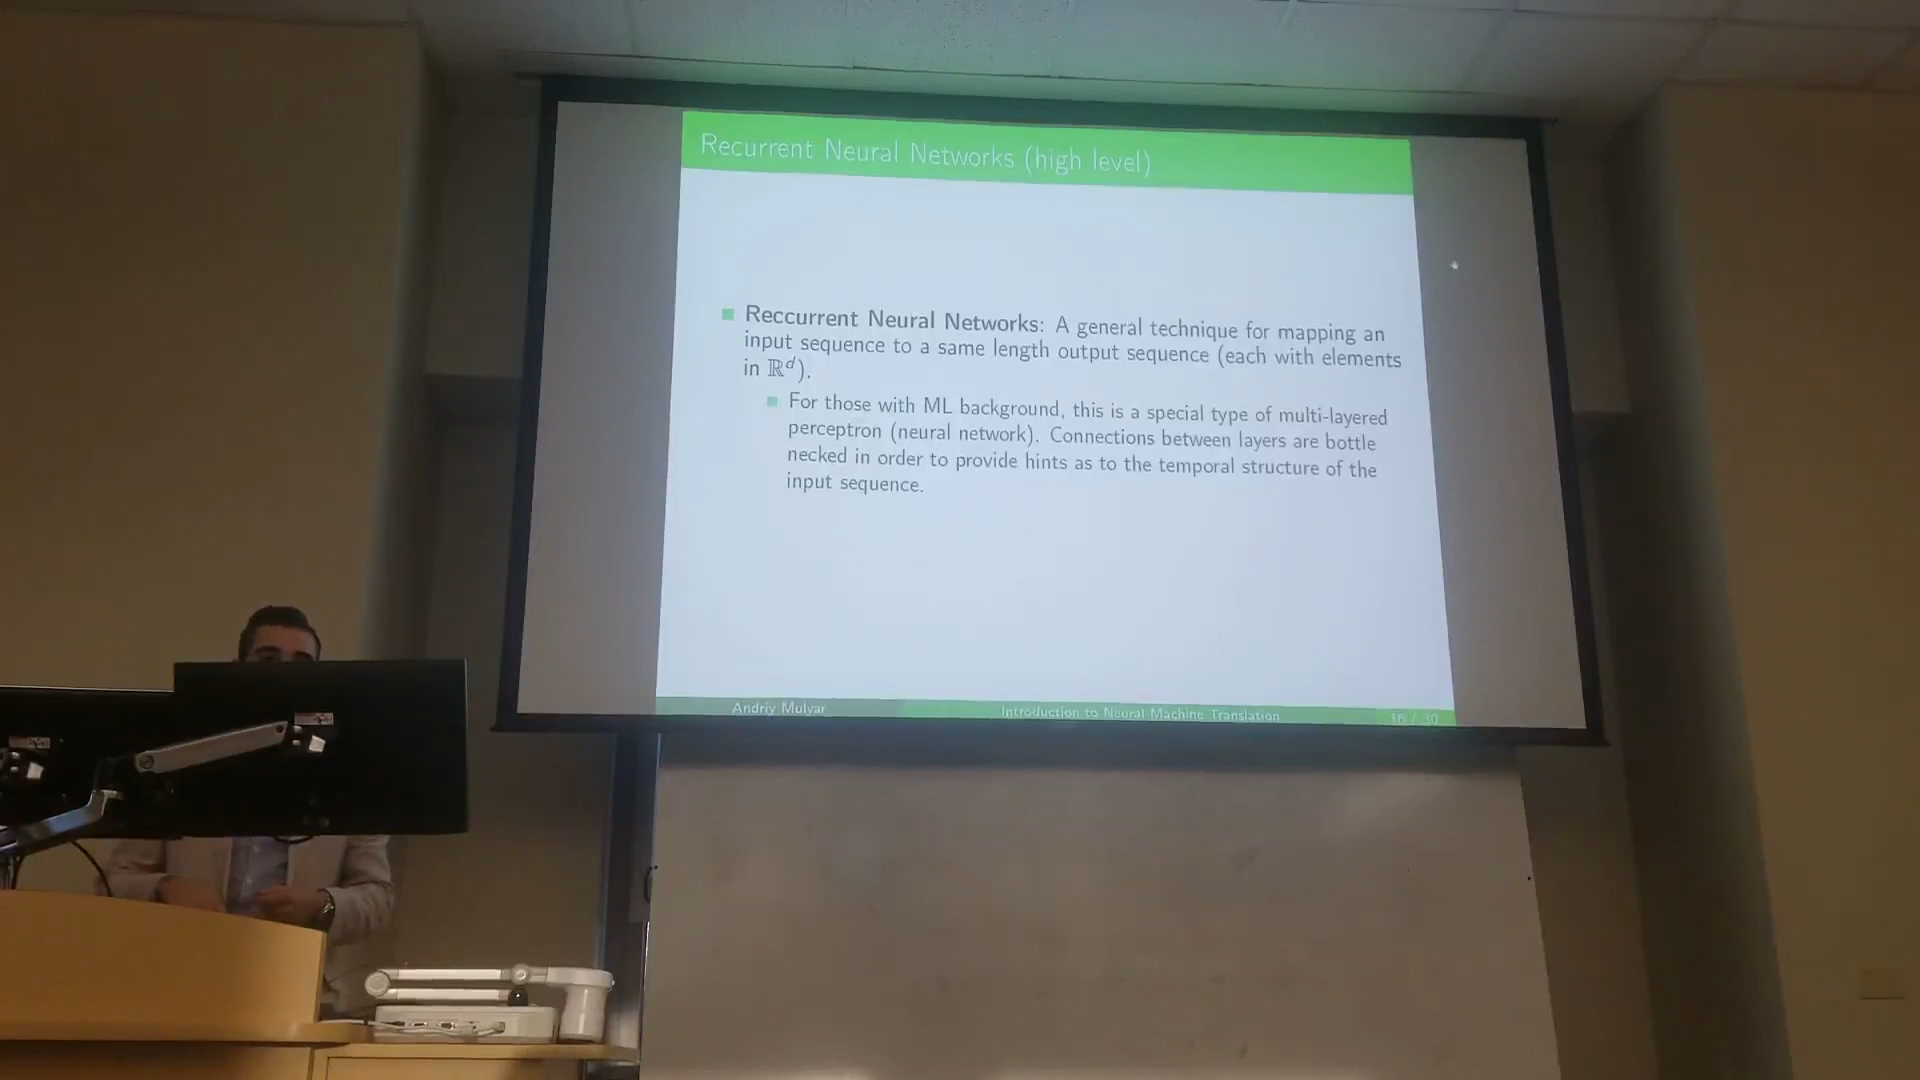 Recurrent Neural Networks (high level)
Reccurrent Neural Networks: A general technique for mapping an
input sequence to a same length output sequence (each with elements
in ℝᵈ).
For those with ML background, this is a special type of multi-layered
perceptron (neural network). Connections between layers are bottle
necked in order to provide hints as to the temporal structure of the
input sequence.
Andriy Mulyar
Introduction to Neural Machine Translation
16 / 30